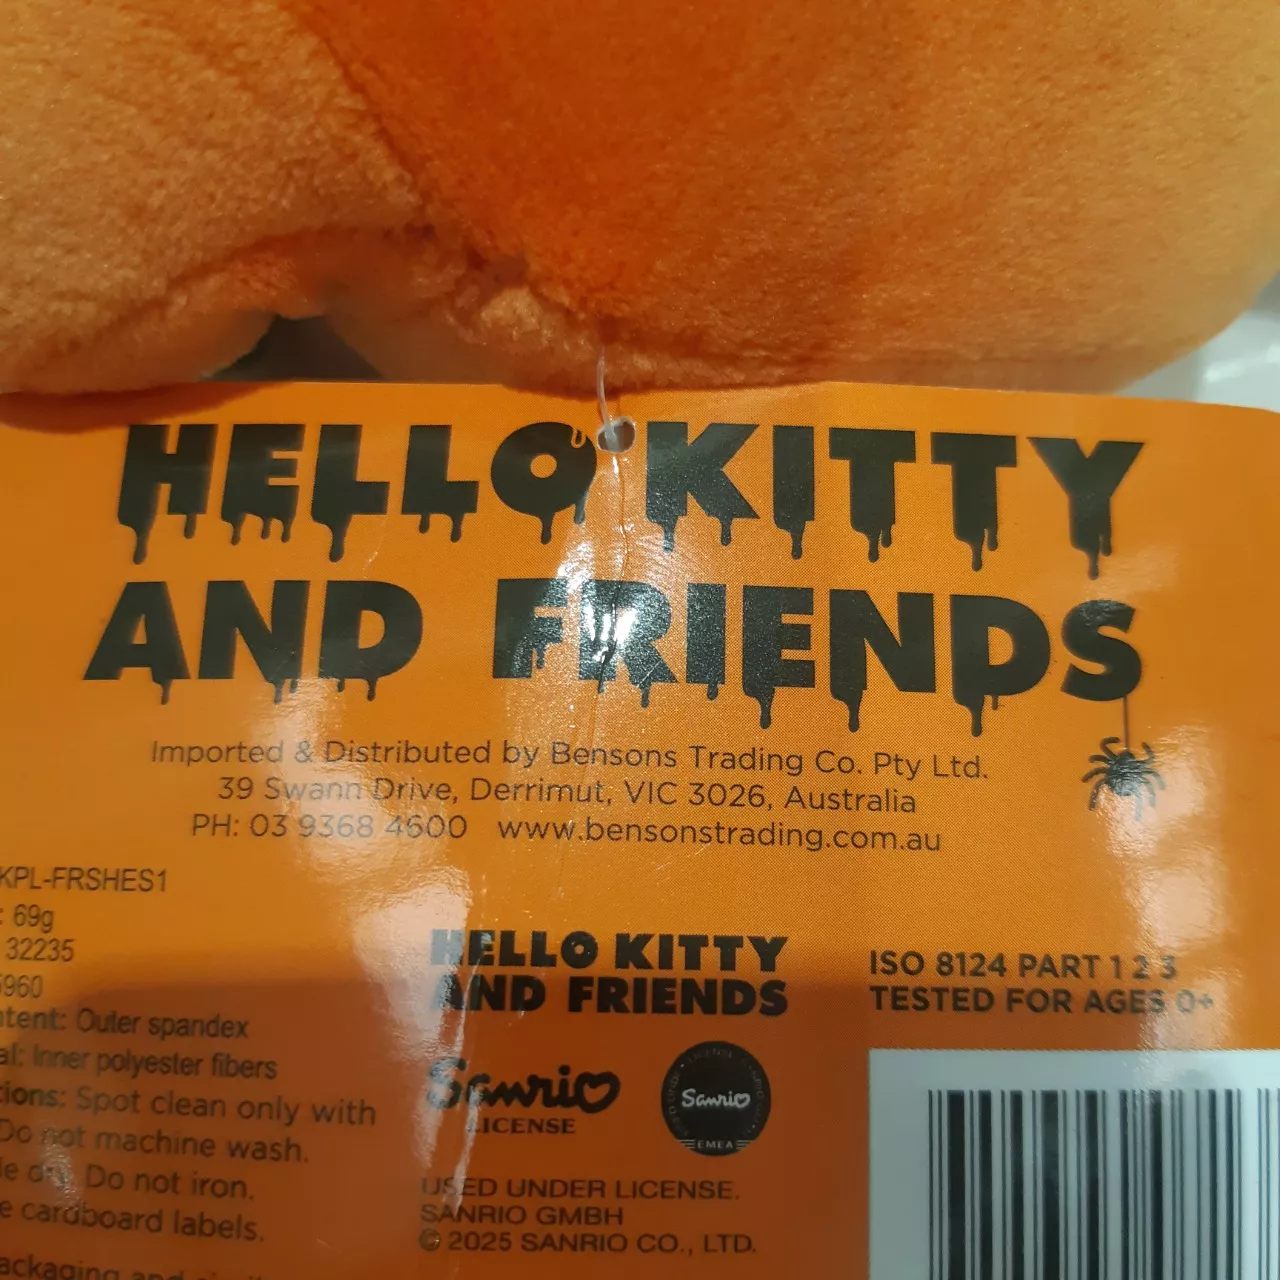 HELLO KITTY
AND FRIENDS
Imported & Distributed by Bensons Trading Co. Pty Ltd.
39 Swann Drive, Derrimut, VIC 3026, Australia
PH: 03 9368 4600 www.bensonstrading.com.au
KPL-FRSHES1
: 69g
32235
5960
ntent: Outer spandex
al: Inner polyester fibers
tions: Spot clean only with
Do not machine wash.
le dry. Do not iron.
e cardboard labels.
ackaging and
HELLO KITTY
AND FRIENDS
Sanrio
LICENSE
Sanrio
EMEA
USED UNDER LICENSE.
SANRIO GMBH
© 2025 SANRIO CO., LTD.
ISO 8124 PART 1 2 3
TESTED FOR AGES 0+